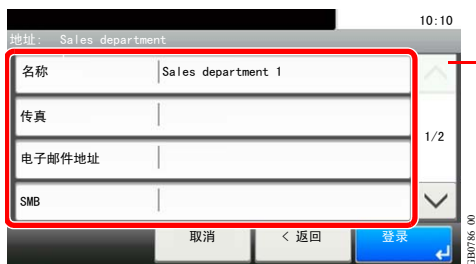 10:10
地址: Sales department
名称 Sales department 1
传真
电子邮件地址
1/2
SMB
取消 < 返回 登录
GB0786_00